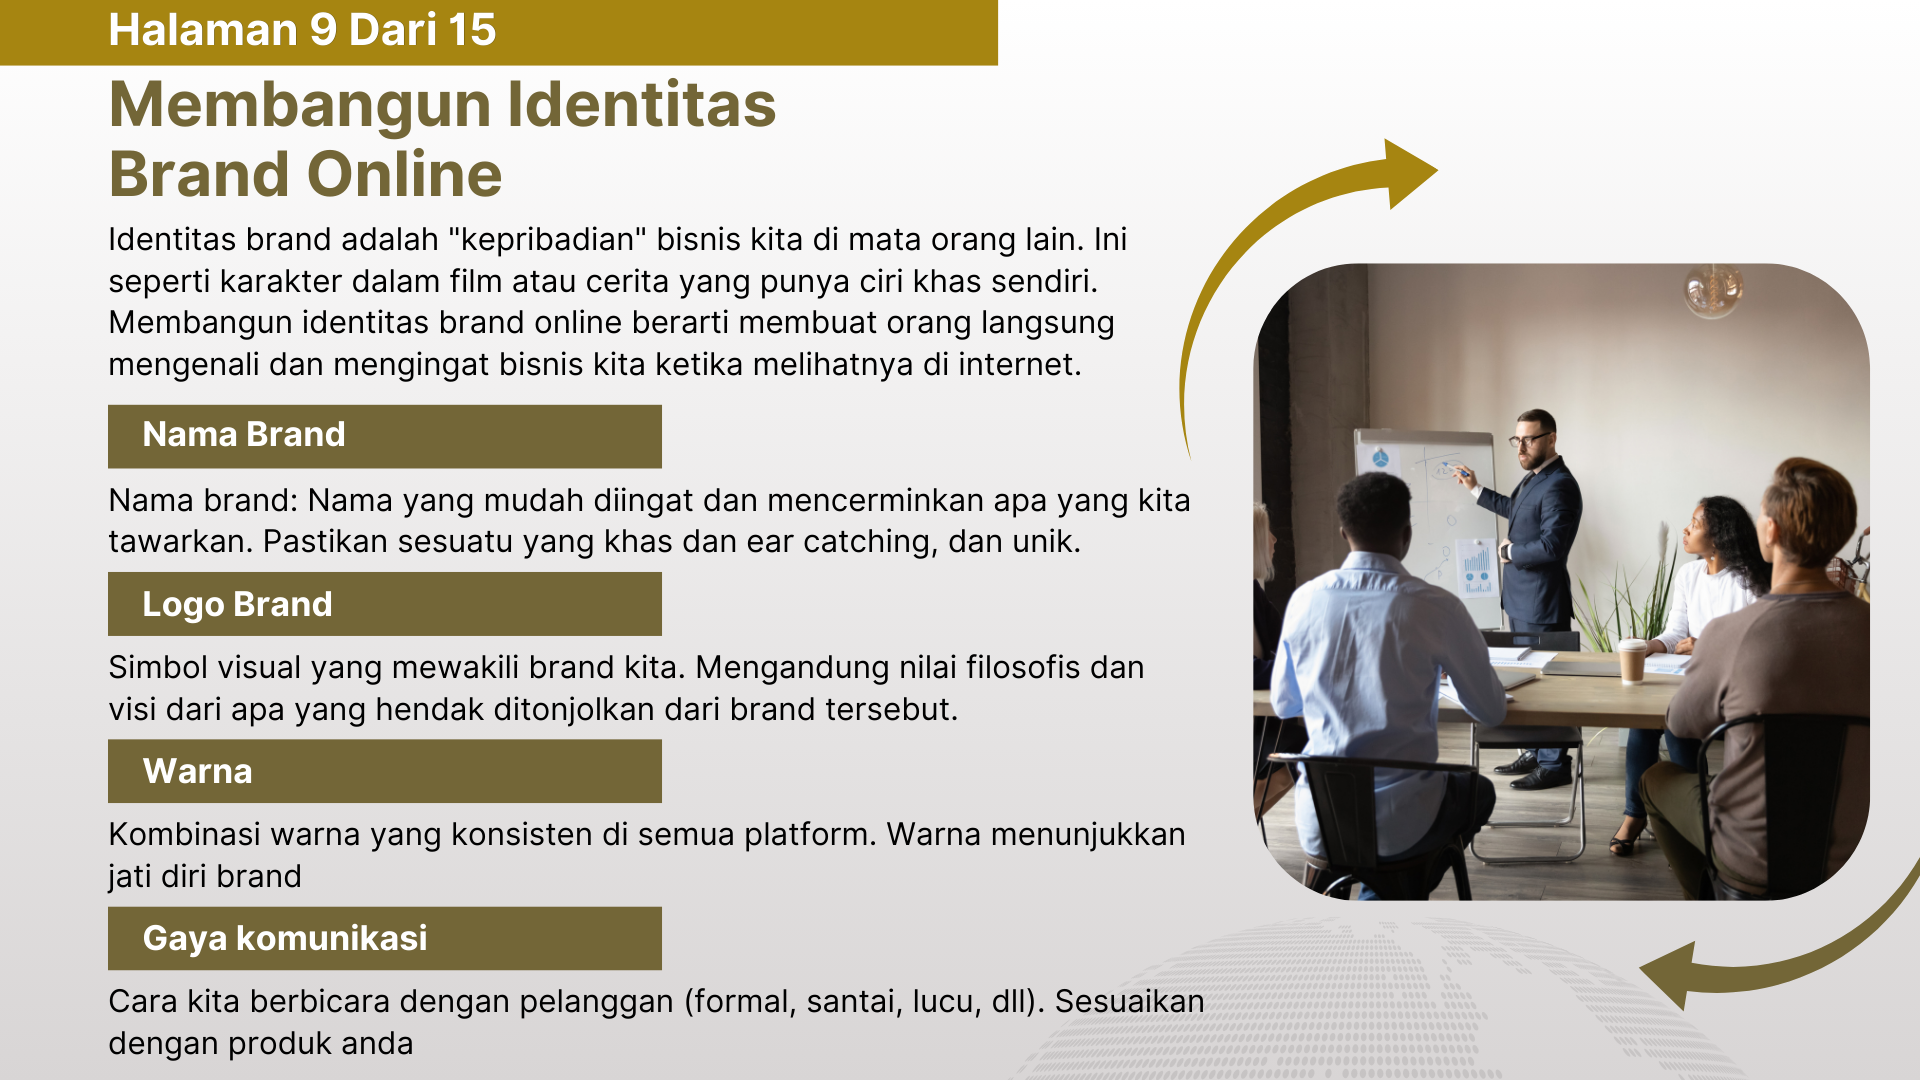 Halaman 9 Dari 15
Membangun Identitas
Brand Online
Identitas brand adalah "kepribadian" bisnis kita di mata orang lain. Ini
seperti karakter dalam film atau cerita yang punya ciri khas sendiri.
Membangun identitas brand online berarti membuat orang langsung
mengenali dan mengingat bisnis kita ketika melihatnya di internet.
Nama Brand
Nama brand: Nama yang mudah diingat dan mencerminkan apa yang kita
tawarkan. Pastikan sesuatu yang khas dan ear catching, dan unik.
Logo Brand
Simbol visual yang mewakili brand kita. Mengandung nilai filosofis dan
visi dari apa yang hendak ditonjolkan dari brand tersebut.
Warna
Kombinasi warna yang konsisten di semua platform. Warna menunjukkan
jati diri brand
Gaya komunikasi
Cara kita berbicara dengan pelanggan (formal, santai, lucu, dll). Sesuaikan
dengan produk anda